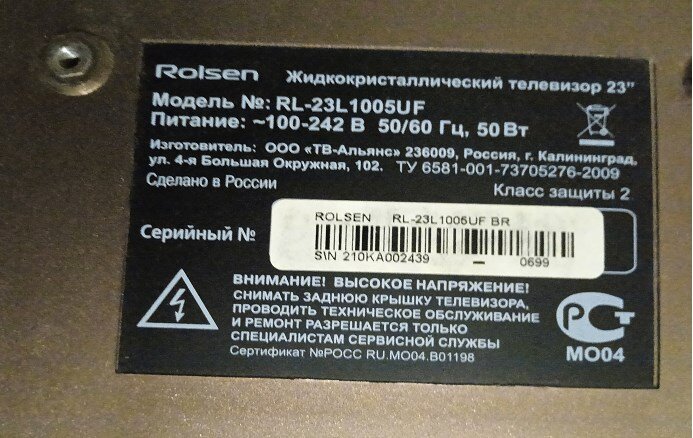 Rolsen Жидкокристаллический телевизор 23"
Модель №: RL-23L1005UF
Питание: ~100-242 В 50/60 Гц, 50 Вт
Изготовитель: ООО «ТВ-Альянс» 236009, Россия, г. Калининград,
ул. 4-я Большая Окружная, 102. ТУ 6581-001-73705276-2009
Сделано в России Класс защиты 2
ROLSEN RL-23L1005UF BR
Серийный №
S\N 210KA002439 – 0699
ВНИМАНИЕ! ВЫСОКОЕ НАПРЯЖЕНИЕ!
СНИМАТЬ ЗАДНЮЮ КРЫШКУ ТЕЛЕВИЗОРА,
ПРОВОДИТЬ ТЕХНИЧЕСКОЕ ОБСЛУЖИВАНИЕ
И РЕМОНТ РАЗРЕШАЕТСЯ ТОЛЬКО
СПЕЦИАЛИСТАМ СЕРВИСНОЙ СЛУЖБЫ
Сертификат №РОСС RU.МО04.В01198
РСТ
МО04